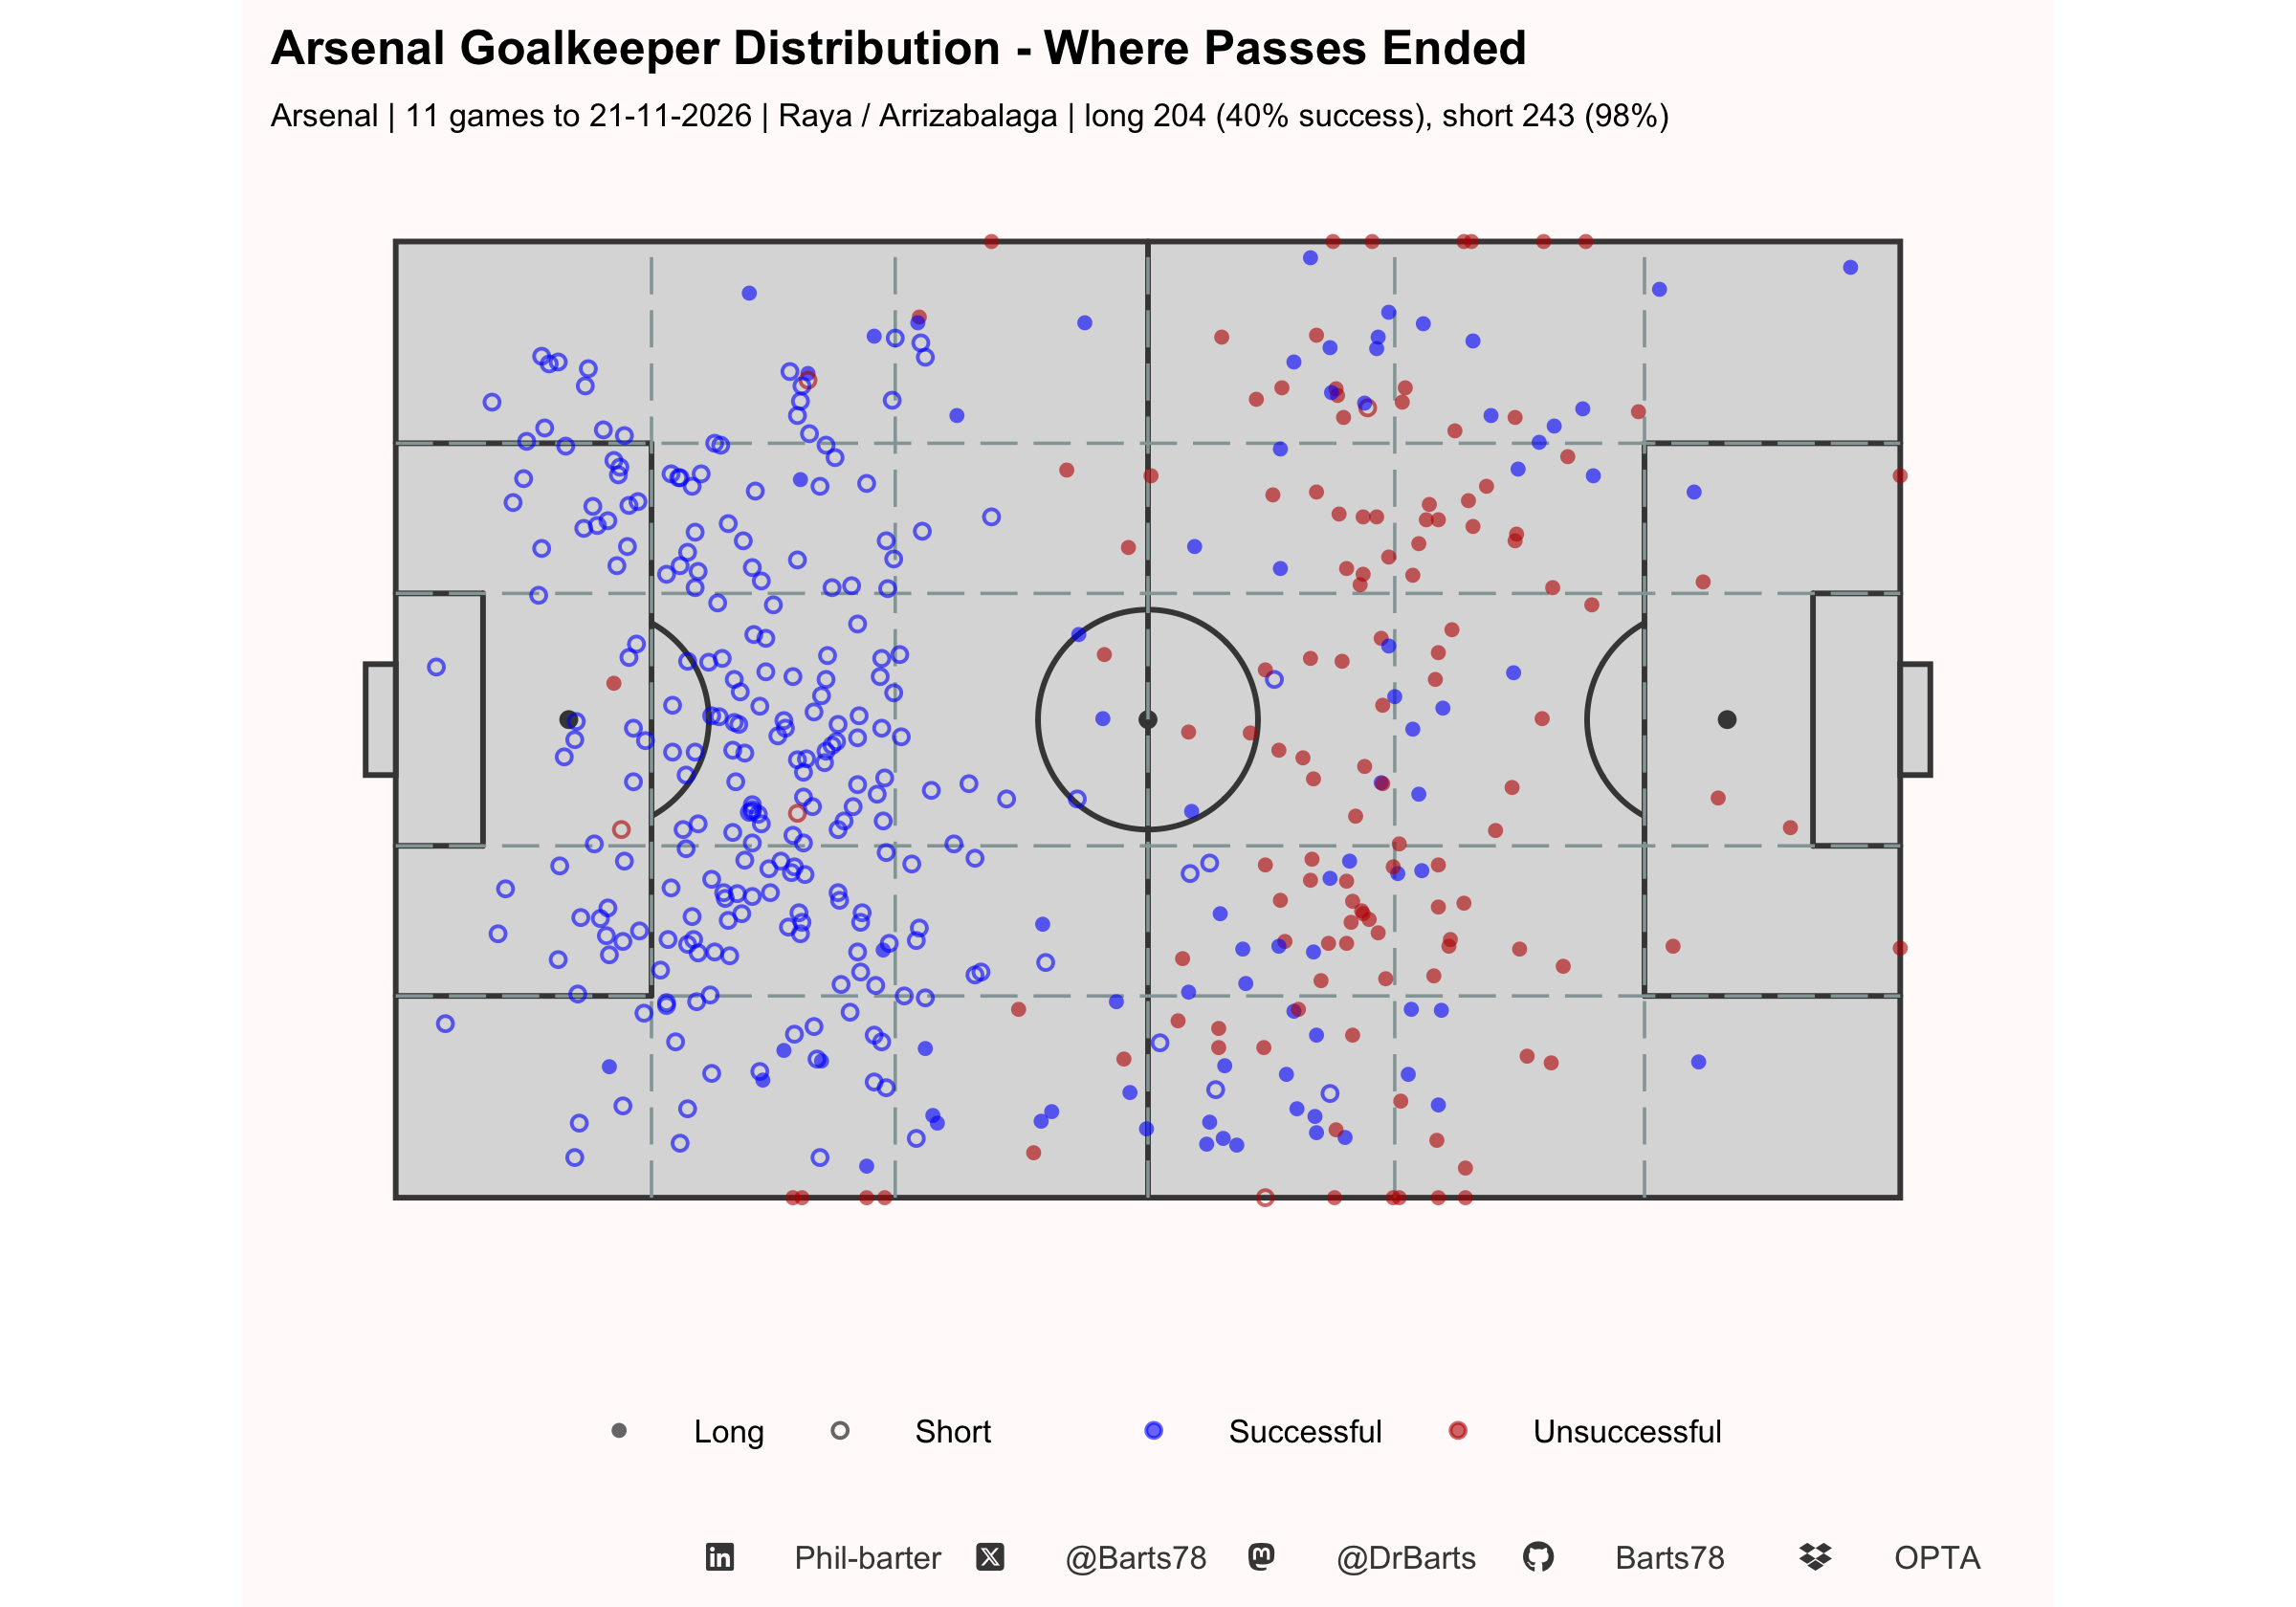 Arsenal Goalkeeper Distribution - Where Passes Ended
Arsenal | 11 games to 21-11-2026 | Raya / Arrizabalaga | long 204 (40% success), short 243 (98%)
Long Short Successful Unsuccessful
in Phil-barter X @Barts78 m @DrBarts Barts78 OPTA